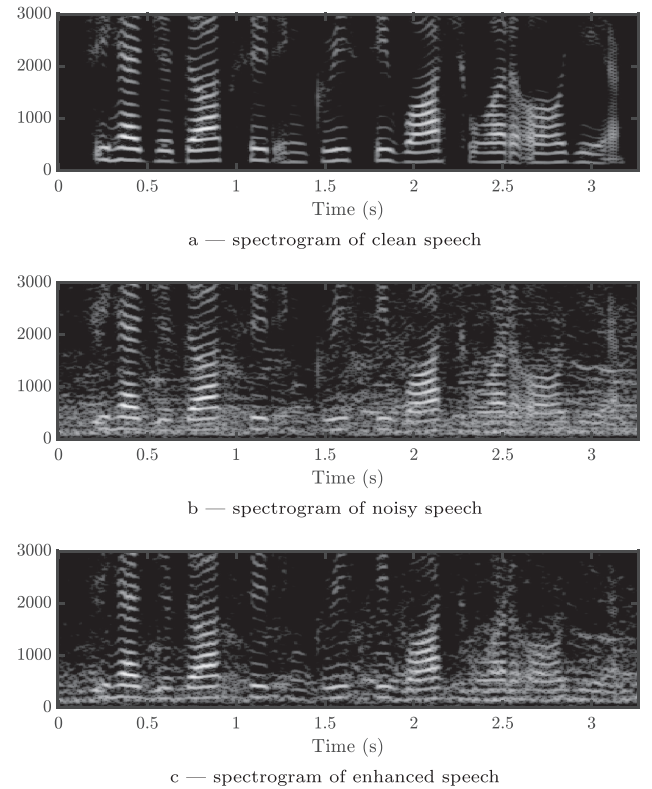 3000
2000
1000
0
0 0.5 1 1.5 2 2.5 3
Time (s)
a — spectrogram of clean speech
3000
2000
1000
0
0 0.5 1 1.5 2 2.5 3
Time (s)
b — spectrogram of noisy speech
3000
2000
1000
0
0 0.5 1 1.5 2 2.5 3
Time (s)
c — spectrogram of enhanced speech